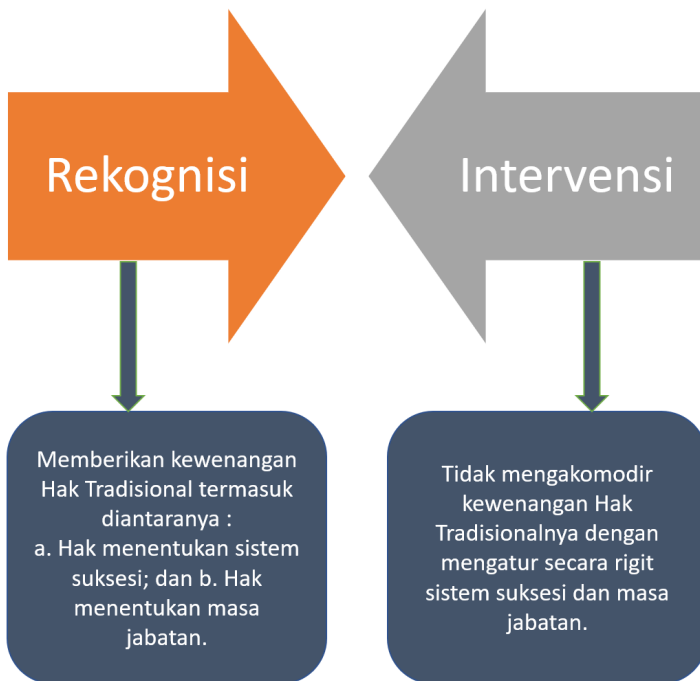 Rekognisi
Intervensi
Memberikan kewenangan
Hak Tradisional termasuk
diantaranya :
a. Hak menentukan sistem
suksesi; dan b. Hak
menentukan masa
jabatan.
Tidak mengakomodir
kewenangan Hak
Tradisionalnya dengan
mengatur secara rigit
sistem suksesi dan masa
jabatan.